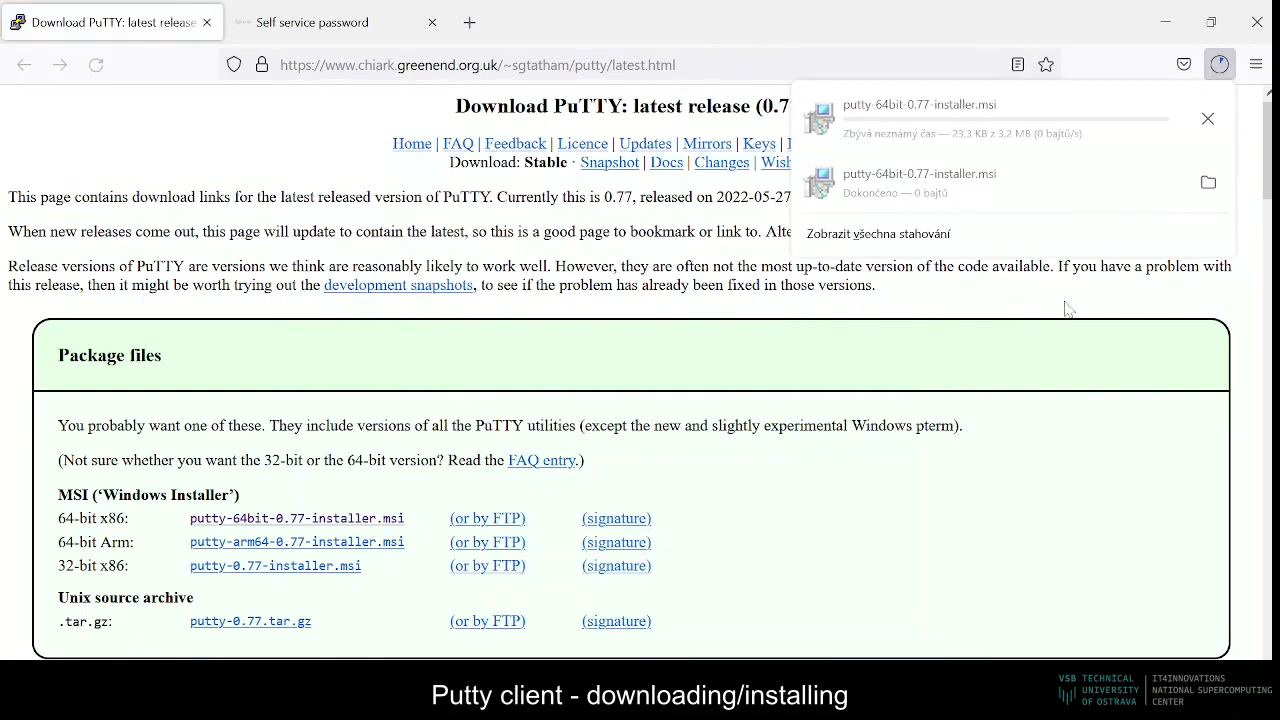 Download PuTTY: latest release
Self service password
https://www.chiark.greenend.org.uk/~sgtatham/putty/latest.html
putty-64bit-0.77-installer.msi
Zbývá neznámý čas — 23,3 KB z 3,2 MB (0 bajtů/s)
putty-64bit-0.77-installer.msi
Dokončeno — 0 bajtů
Zobrazit všechna stahování
Download PuTTY: latest release (0.7
Home | FAQ | Feedback | Licence | Updates | Mirrors | Keys |
Download: Stable · Snapshot | Docs | Changes | Wish
This page contains download links for the latest released version of PuTTY. Currently this is 0.77, released on 2022-05-27
When new releases come out, this page will update to contain the latest, so this is a good page to bookmark or link to. Alte
Release versions of PuTTY are versions we think are reasonably likely to work well. However, they are often not the most up-to-date version of the code available. If you have a problem with
this release, then it might be worth trying out the development snapshots, to see if the problem has already been fixed in those versions.
Package files
You probably want one of these. They include versions of all the PuTTY utilities (except the new and slightly experimental Windows pterm).
(Not sure whether you want the 32-bit or the 64-bit version? Read the FAQ entry.)
MSI (‘Windows Installer’)
64-bit x86: putty-64bit-0.77-installer.msi (or by FTP) (signature)
64-bit Arm: putty-arm64-0.77-installer.msi (or by FTP) (signature)
32-bit x86: putty-0.77-installer.msi (or by FTP) (signature)
Unix source archive
.tar.gz: putty-0.77.tar.gz (or by FTP) (signature)
Putty client - downloading/installing
VSB TECHNICAL
UNIVERSITY
OF OSTRAVA
IT4INNOVATIONS
NATIONAL SUPERCOMPUTING
CENTER